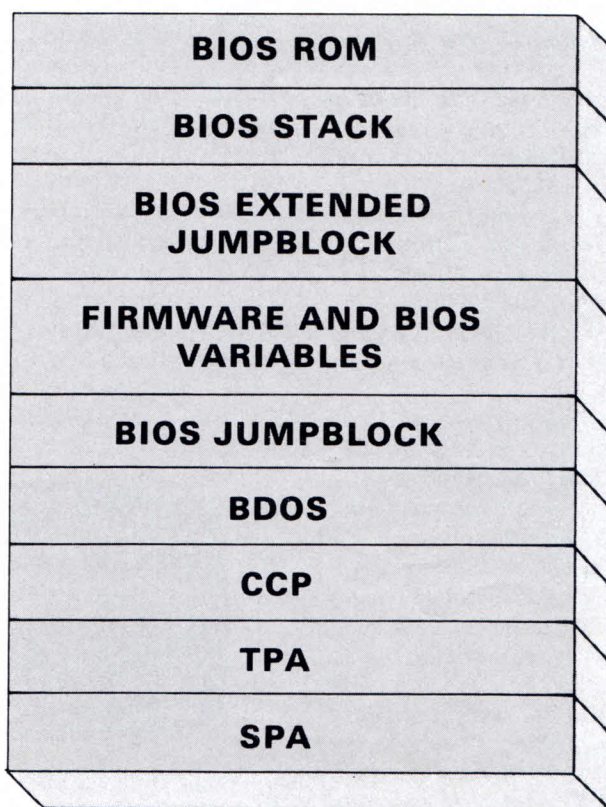 BIOS ROM
BIOS STACK
BIOS EXTENDED
JUMPBLOCK
FIRMWARE AND BIOS
VARIABLES
BIOS JUMPBLOCK
BDOS
CCP
TPA
SPA